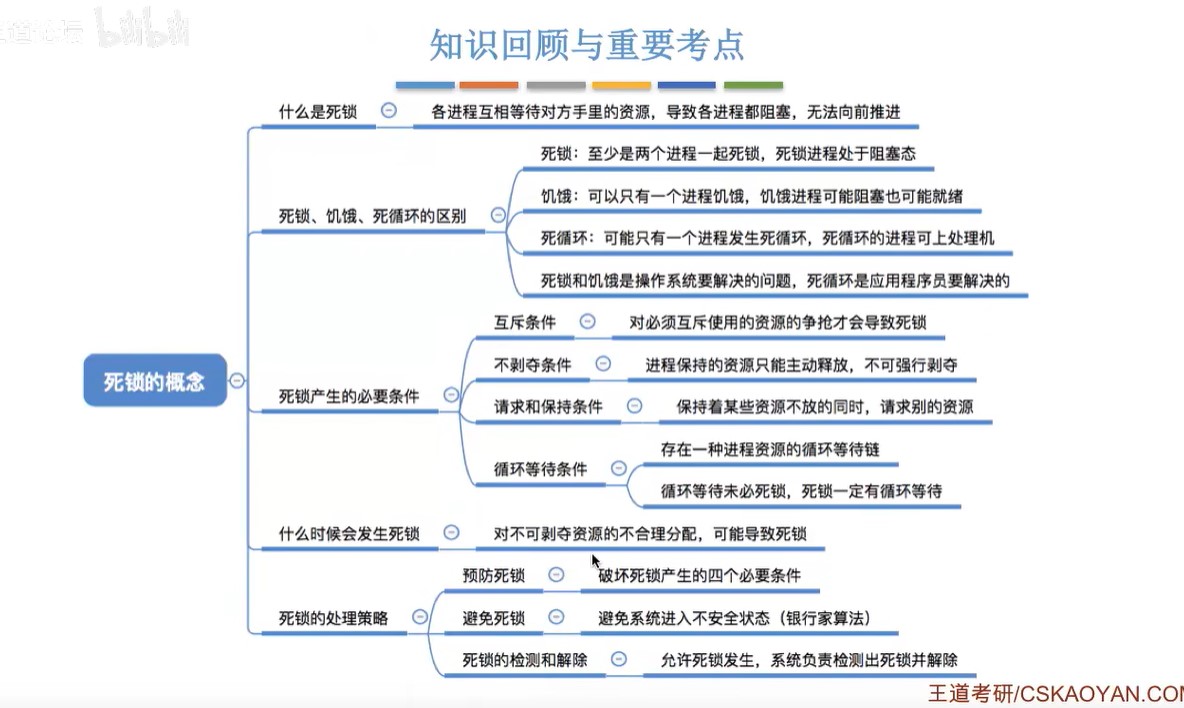 bilibili
知识回顾与重要考点
什么是死锁
各进程互相等待对方手里的资源，导致各进程都阻塞，无法向前推进
死锁、饥饿、死循环的区别
死锁：至少是两个进程一起死锁，死锁进程处于阻塞态
饥饿：可以只有一个进程饥饿，饥饿进程可能阻塞也可能就绪
死循环：可能只有一个进程发生死循环，死循环的进程可上处理机
死锁和饥饿是操作系统要解决的问题，死循环是应用程序员要解决的
死锁的概念
死锁产生的必要条件
互斥条件
对必须互斥使用的资源的争抢才会导致死锁
不剥夺条件
进程保持的资源只能主动释放，不可强行剥夺
请求和保持条件
保持着某些资源不放的同时，请求别的资源
循环等待条件
存在一种进程资源的循环等待链
循环等待未必死锁，死锁一定有循环等待
什么时候会发生死锁
对不可剥夺资源的不合理分配，可能导致死锁
死锁的处理策略
预防死锁
破坏死锁产生的四个必要条件
避免死锁
避免系统进入不安全状态（银行家算法）
死锁的检测和解除
允许死锁发生，系统负责检测出死锁并解除
王道考研/CSKAOYAN.COM